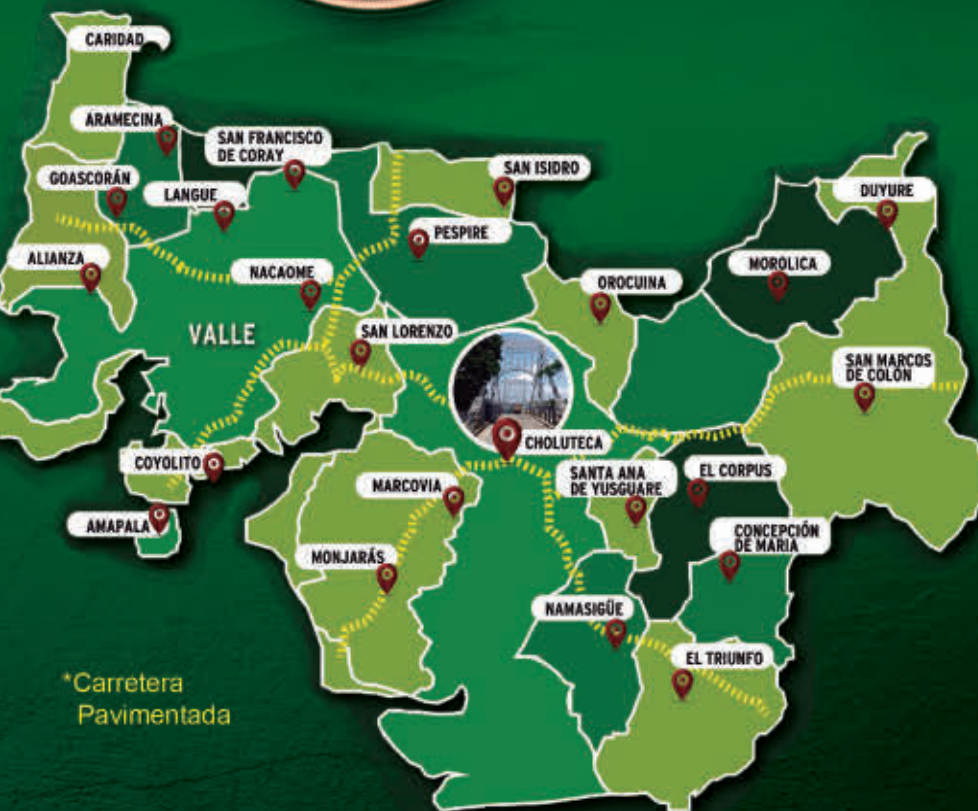 CARIDAD
ARAMECINA
SAN FRANCISCO
DE CORAY
GOASCORÁN
LANGUE
SAN ISIDRO
DUYURE
PESPIRE
ALIANZA
NACAOME
MOROLICA
OROCUINA
VALLE
SAN LORENZO
SAN MARCOS
DE COLÓN
CHOLUTECA
COYOLITO
MARCOVIA
SANTA ANA
DE YUSGUARE
EL CORPUS
AMAPALA
CONCEPCIÓN
DE MARIA
MONJARÁS
NAMASIGÜE
EL TRIUNFO
*Carretera
Pavimentada